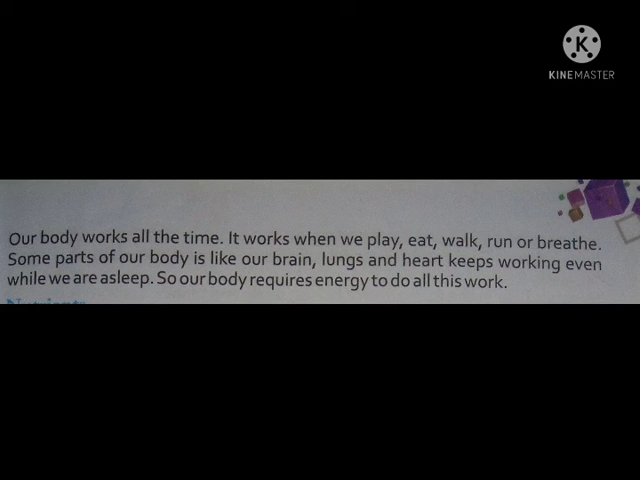 KINEMASTER
Our body works all the time. It works when we play, eat, walk, run or breathe.
Some parts of our body is like our brain, lungs and heart keeps working even
while we are asleep. So our body requires energy to do all this work.